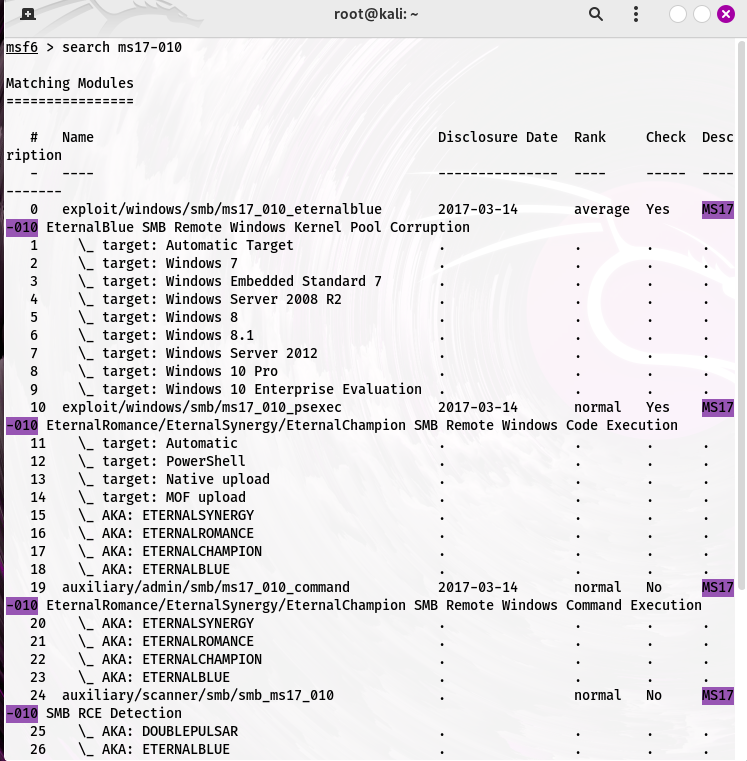 root@kali: ~
msf6 > search ms17-010
Matching Modules
================
#   Name                                           Disclosure Date  Rank     Check  Desc
ription
-   ----                                           ---------------  ----     -----  ----
-------
0   exploit/windows/smb/ms17_010_eternalblue       2017-03-14       average  Yes    MS17
-010 EternalBlue SMB Remote Windows Kernel Pool Corruption
1     \_ target: Automatic Target                  .                .        .      .
2     \_ target: Windows 7                         .                .        .      .
3     \_ target: Windows Embedded Standard 7       .                .        .      .
4     \_ target: Windows Server 2008 R2            .                .        .      .
5     \_ target: Windows 8                         .                .        .      .
6     \_ target: Windows 8.1                       .                .        .      .
7     \_ target: Windows Server 2012               .                .        .      .
8     \_ target: Windows 10 Pro                    .                .        .      .
9     \_ target: Windows 10 Enterprise Evaluation  .                .        .      .
10  exploit/windows/smb/ms17_010_psexec            2017-03-14       normal   Yes    MS17
-010 EternalRomance/EternalSynergy/EternalChampion SMB Remote Windows Code Execution
11    \_ target: Automatic                         .                .        .      .
12    \_ target: PowerShell                        .                .        .      .
13    \_ target: Native upload                     .                .        .      .
14    \_ target: MOF upload                        .                .        .      .
15    \_ AKA: ETERNALSYNERGY                       .                .        .      .
16    \_ AKA: ETERNALROMANCE                       .                .        .      .
17    \_ AKA: ETERNALCHAMPION                      .                .        .      .
18    \_ AKA: ETERNALBLUE                          .                .        .      .
19  auxiliary/admin/smb/ms17_010_command           2017-03-14       normal   No     MS17
-010 EternalRomance/EternalSynergy/EternalChampion SMB Remote Windows Command Execution
20    \_ AKA: ETERNALSYNERGY                       .                .        .      .
21    \_ AKA: ETERNALROMANCE                       .                .        .      .
22    \_ AKA: ETERNALCHAMPION                      .                .        .      .
23    \_ AKA: ETERNALBLUE                          .                .        .      .
24  auxiliary/scanner/smb/smb_ms17_010             .                normal   No     MS17
-010 SMB RCE Detection
25    \_ AKA: DOUBLEPULSAR                         .                .        .      .
26    \_ AKA: ETERNALBLUE                          .                .        .      .